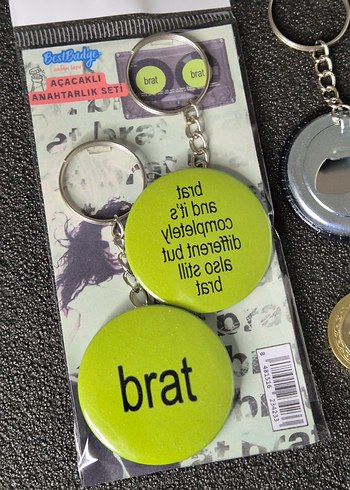 BestBadge
AÇACAKLI
ANAHTARLIK SETİ
brat
brat
brat
and it's
completely
different but
also still
brat
brat